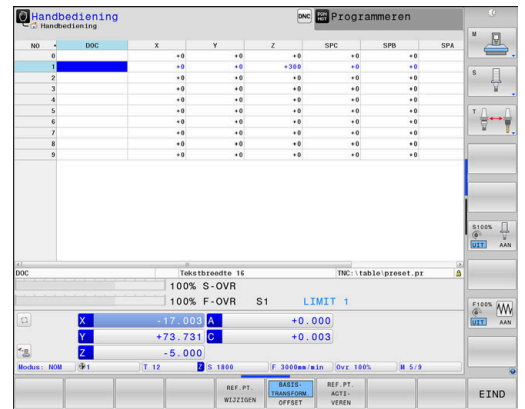 Handbediening DNC Programmeren
Handbediening
NO DOC X Y Z SPC SPB SPA
0 +0 +0 +0 +0 +0
1 +0 +0 +300 +0 +0
2 +0 +0 +0 +0 +0
3 +0 +0 +0 +0 +0
4 +0 +0 +0 +0 +0
5 +0 +0 +0 +0 +0
6 +0 +0 +0 +0 +0
7 +0 +0 +0 +0 +0
8 +0 +0 +0 +0 +0
9 +0 +0 +0 +0 +0
DOC Tekstbreedte 16 TNC:\table\preset.pr
100% S-OVR
100% F-OVR S1 LIMIT 1
X -17.003 A +0.000
Y +73.731 C +0.003
Z -5.000
Modus: NOM 1 T 12 Z S 1800 F 3000mm/min Ovr 100% M 5/9
REF.PT. WIJZIGEN
BASIS- TRANSFORM. OFFSET
REF.PT. ACTI- VEREN
EIND
M
S
T
S100%
UIT AAN
F100%
UIT AAN